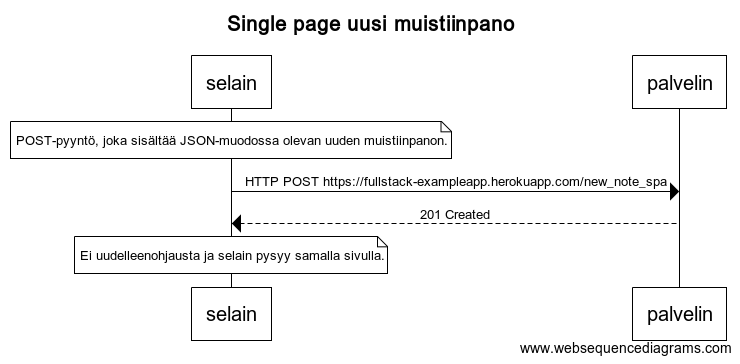 Single page uusi muistiinpano
selain palvelin
POST-pyyntö, joka sisältää JSON-muodossa olevan uuden muistiinpanon.
HTTP POST https://fullstack-exampleapp.herokuapp.com/new_note_spa
201 Created
Ei uudelleenohjausta ja selain pysyy samalla sivulla.
selain palvelin
www.websequencediagrams.com